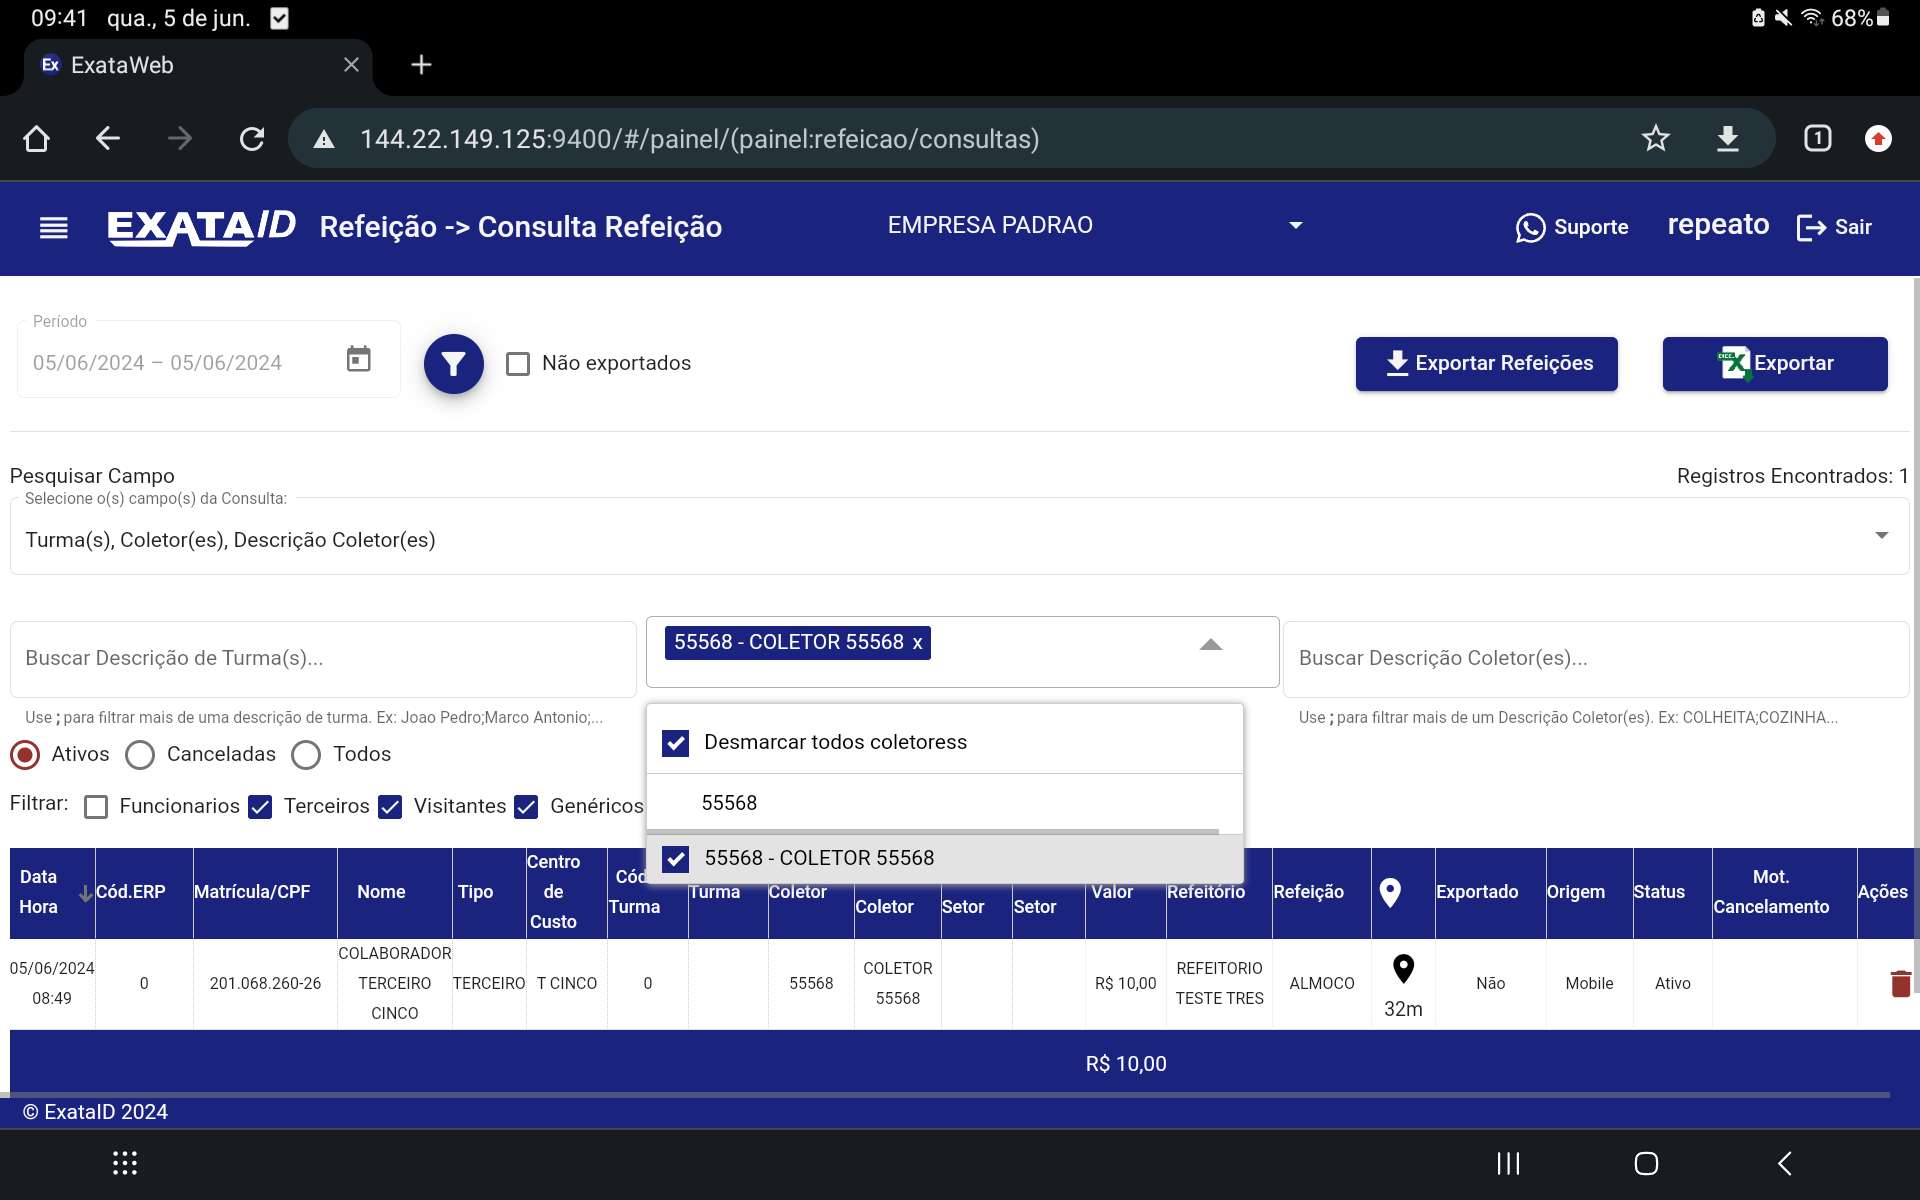 09:41 qua., 5 de jun.
68%
Ex ExataWeb
144.22.149.125:9400/#/painel/(painel:refeicao/consultas)
1
EXATAID Refeição -> Consulta Refeição
EMPRESA PADRAO
Suporte
repeato
Sair
Período
05/06/2024 – 05/06/2024
Não exportados
Exportar Refeições
Exportar
Pesquisar Campo
Registros Encontrados: 1
Selecione o(s) campo(s) da Consulta:
Turma(s), Coletor(es), Descrição Coletor(es)
Buscar Descrição de Turma(s)...
55568 - COLETOR 55568 x
Buscar Descrição Coletor(es)...
Use ; para filtrar mais de uma descrição de turma. Ex: Joao Pedro;Marco Antonio;...
Use ; para filtrar mais de um Descrição Coletor(es). Ex: COLHEITA;COZINHA...
Desmarcar todos coletoress
55568
55568 - COLETOR 55568
Ativos Canceladas Todos
Filtrar: Funcionarios Terceiros Visitantes Genéricos
Data Hora
Cód.ERP
Matrícula/CPF
Nome
Tipo
Centro de Custo
Cód Turma
Turma
Coletor
Coletor
Setor
Setor
Valor
Refeitório
Refeição
Exportado
Origem
Status
Mot. Cancelamento
Ações
05/06/2024 08:49
0
201.068.260-26
COLABORADOR TERCEIRO CINCO
TERCEIRO
T CINCO
0
55568
COLETOR 55568
R$ 10,00
REFEITORIO TESTE TRES
ALMOCO
32m
Não
Mobile
Ativo
R$ 10,00
© ExataID 2024